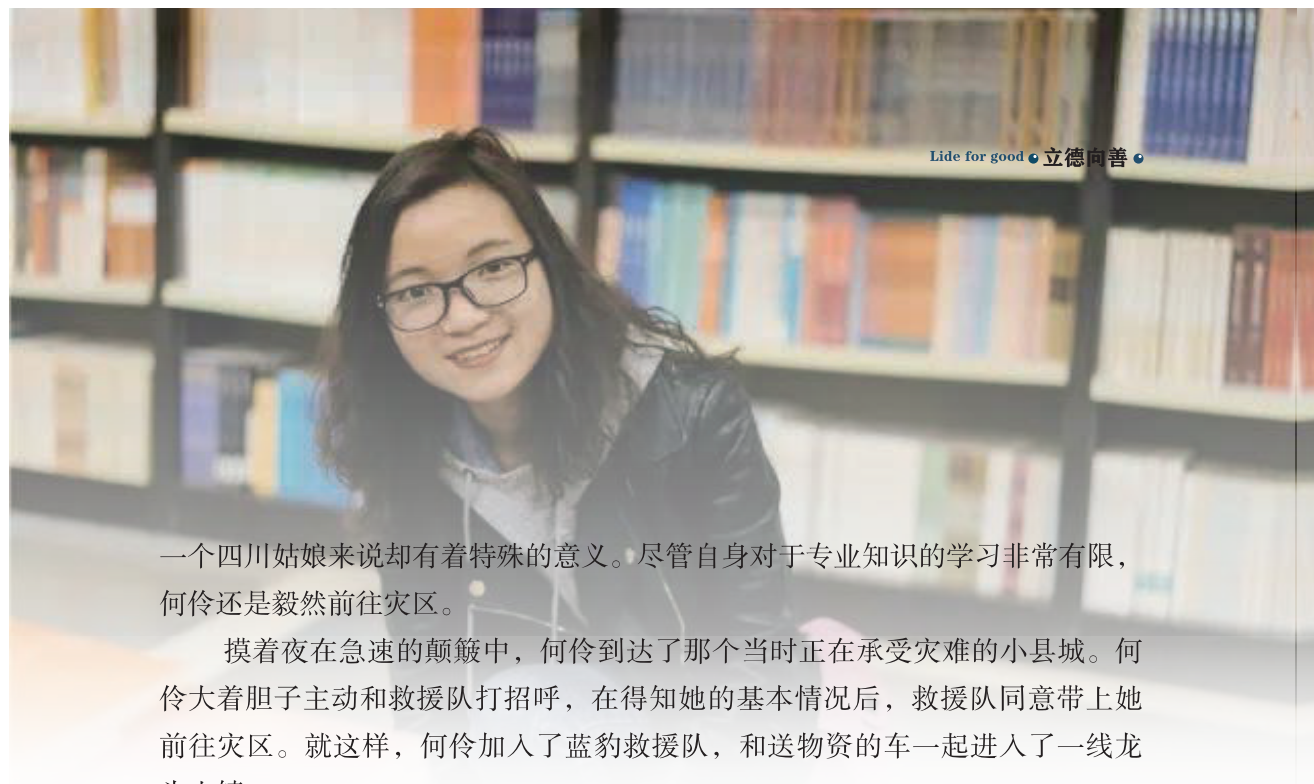 Lide for good 立德向善
一个四川姑娘来说却有着特殊的意义。尽管自身对于专业知识的学习非常有限，
何伶还是毅然前往灾区。
摸着夜在急速的颠簸中，何伶到达了那个当时正在承受灾难的小县城。何
伶大着胆子主动和救援队打招呼，在得知她的基本情况后，救援队同意带上她
前往灾区。就这样，何伶加入了蓝豹救援队，和送物资的车一起进入了一线龙